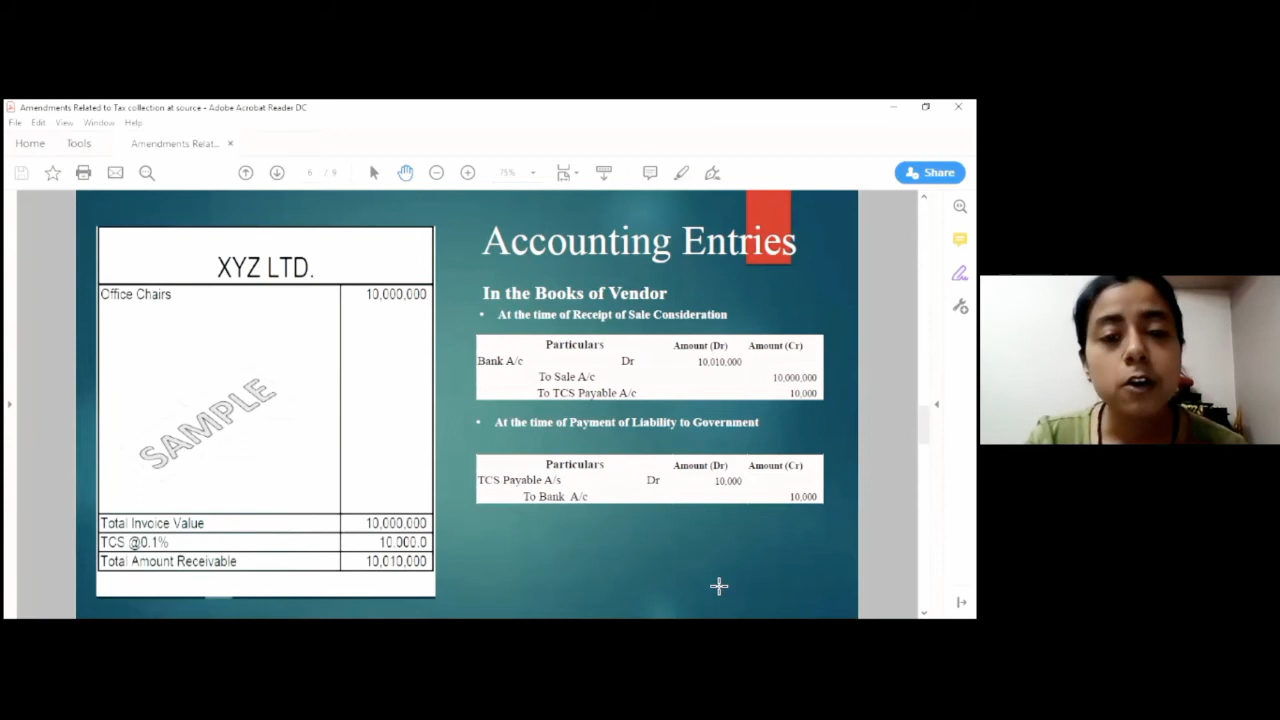 Amendments Related to Tax collection at source - Adobe Acrobat Reader DC
File Edit View Window Help
Home Tools Amendments Relat... ×
6 / 9 75% Share
XYZ LTD.
Office Chairs 10,000,000
SAMPLE
Total Invoice Value 10,000,000
TCS @0.1% 10.000.0
Total Amount Receivable 10,010,000
Accounting Entries
In the Books of Vendor
• At the time of Receipt of Sale Consideration
Particulars Amount (Dr) Amount (Cr)
Bank A/c Dr 10,010,000
To Sale A/c 10,000,000
To TCS Payable A/c 10,000
• At the time of Payment of Liability to Government
Particulars Amount (Dr) Amount (Cr)
TCS Payable A/s Dr 10,000
To Bank A/c 10,000